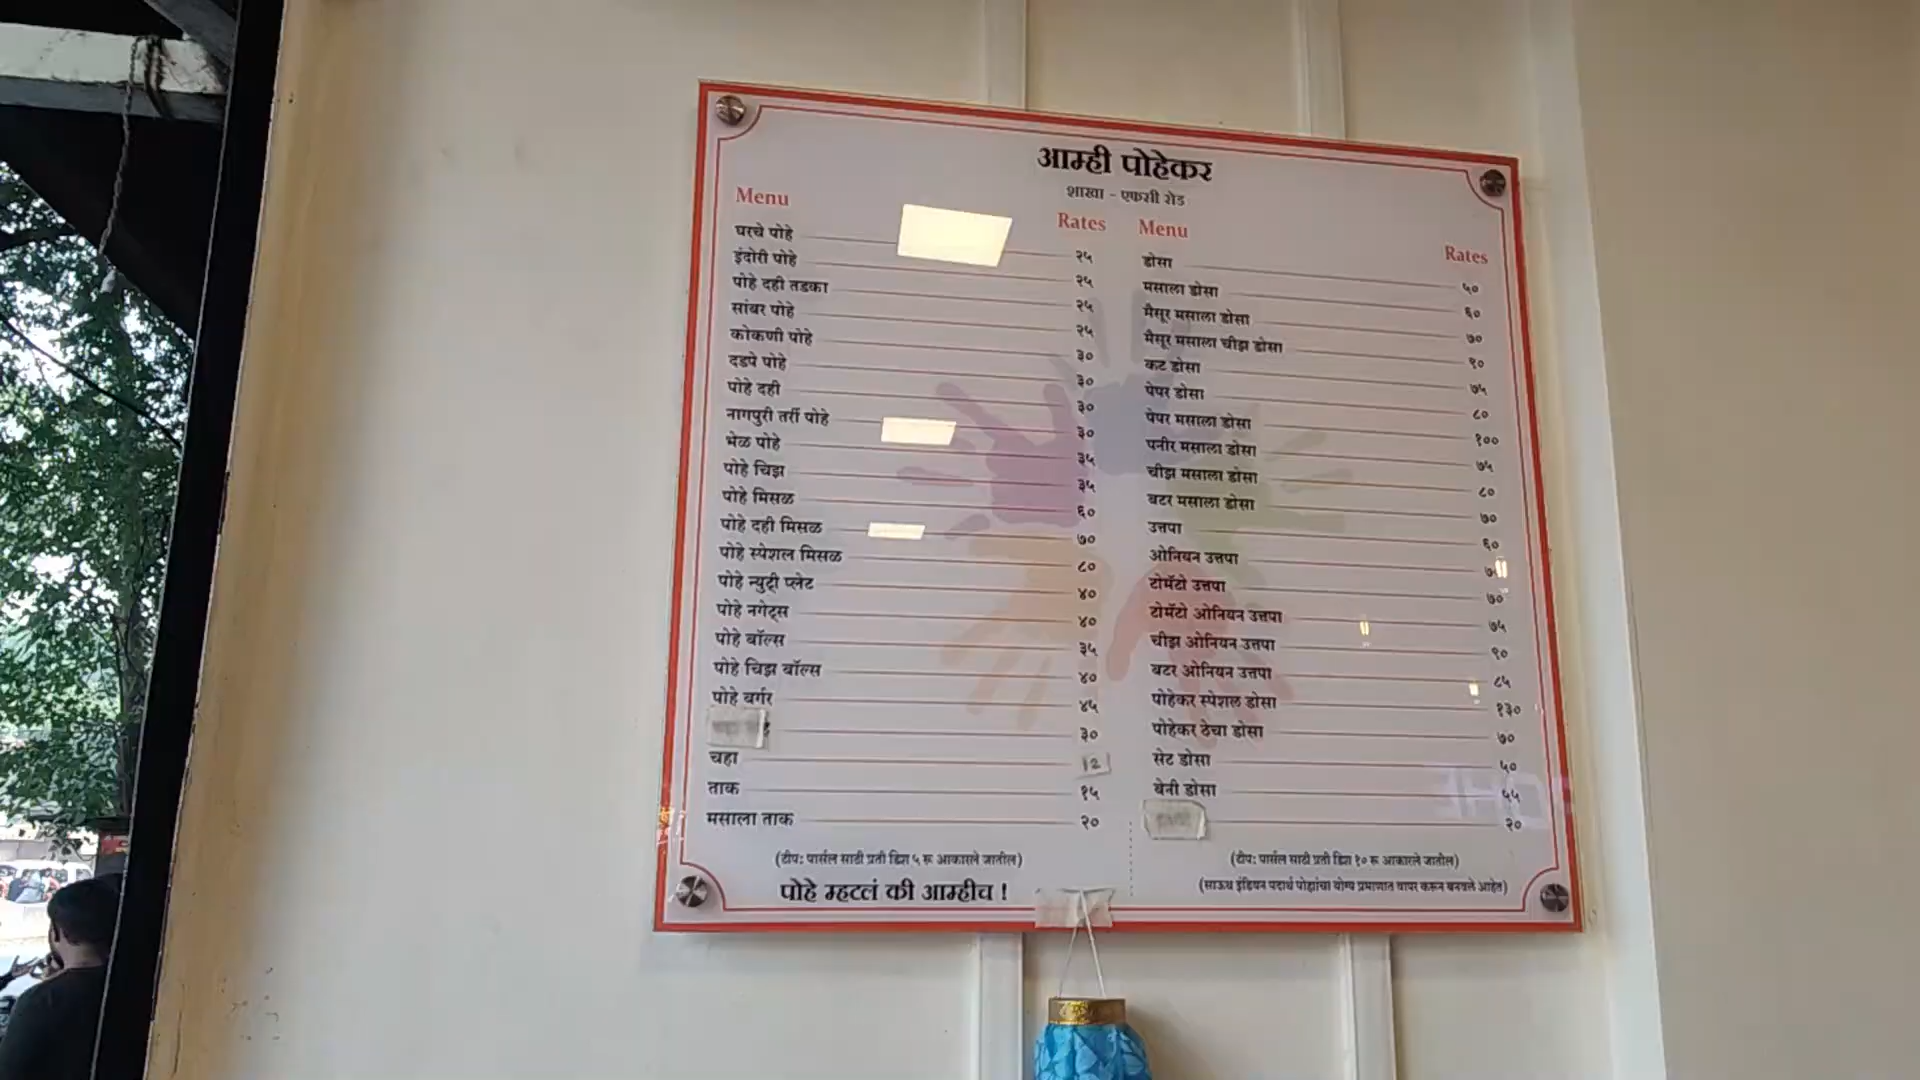 आम्ही पोहेकर
शाखा - एफसी रोड
Menu Rates
घरचे पोहे २५
इंदोरी पोहे २५
पोहे दही तडका २५
सांबर पोहे २५
कोकणी पोहे ३०
दडपे पोहे ३०
पोहे दही ३०
नागपुरी तर्री पोहे ३०
भेळ पोहे ३५
पोहे चिझ ३५
पोहे मिसळ ६०
पोहे दही मिसळ ७०
पोहे स्पेशल मिसळ ८०
पोहे न्युट्री प्लेट ४०
पोहे नगेट्स ४०
पोहे बॉल्स ३५
पोहे चिझ बॉल्स ४०
पोहे बर्गर ४५
३०
चहा 12
ताक १५
मसाला ताक २०
(टीप: पार्सल साठी प्रती डिश ५ रू आकारले जातील)
पोहे म्हटलं की आम्हीच !
Menu Rates
डोसा ५०
मसाला डोसा ६०
मैसूर मसाला डोसा ७०
मैसूर मसाला चीझ डोसा ९०
कट डोसा ७५
पेपर डोसा ८०
पेपर मसाला डोसा १००
पनीर मसाला डोसा ७५
चीझ मसाला डोसा ८०
बटर मसाला डोसा ७०
उत्तपा ६०
ओनियन उत्तपा
टोमॅटो उत्तपा ७०
टोमॅटो ओनियन उत्तपा ७५
चीझ ओनियन उत्तपा ९०
बटर ओनियन उत्तपा ८५
पोहेकर स्पेशल डोसा १३०
पोहेकर ठेचा डोसा ७०
सेट डोसा ५०
बेनी डोसा ५५
२०
(टीप: पार्सल साठी प्रती डिश १० रू आकारले जातील)
(साऊथ इंडियन पदार्थ पोह्यांचा योग्य प्रमाणात वापर करून बनवले आहेत)